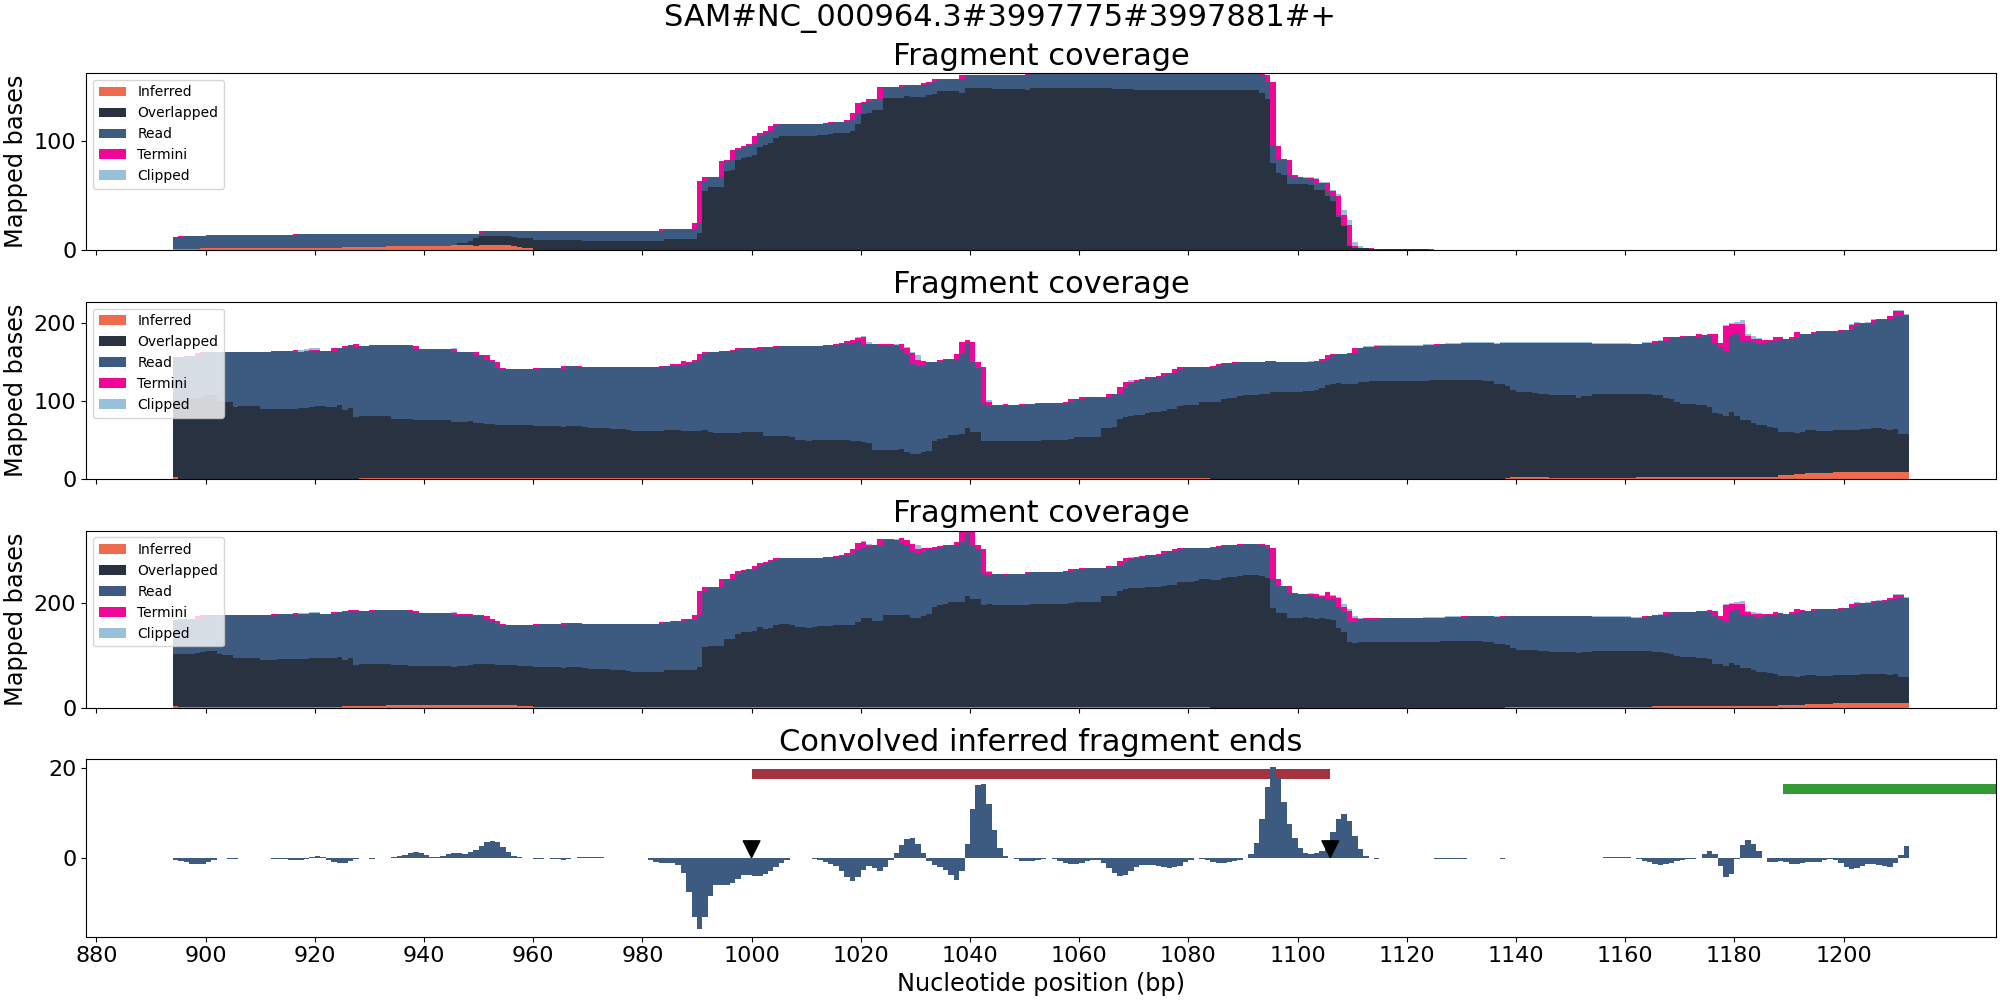 SAM#NC_000964.3#3997775#3997881#+
Fragment coverage
Mapped bases
100
0
Inferred
Overlapped
Read
Termini
Clipped
Fragment coverage
Mapped bases
200
100
0
Inferred
Overlapped
Read
Termini
Clipped
Fragment coverage
Mapped bases
200
0
Inferred
Overlapped
Read
Termini
Clipped
Convolved inferred fragment ends
20
0
880 900 920 940 960 980 1000 1020 1040 1060 1080 1100 1120 1140 1160 1180 1200
Nucleotide position (bp)